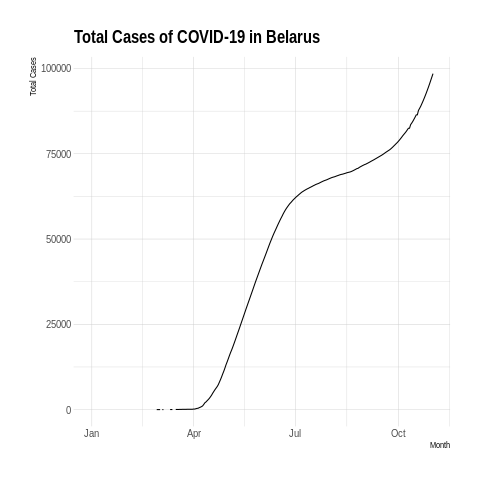 Total Cases of COVID-19 in Belarus
Total Cases
100000
75000
50000
25000
0
Jan Apr Jul Oct
Month